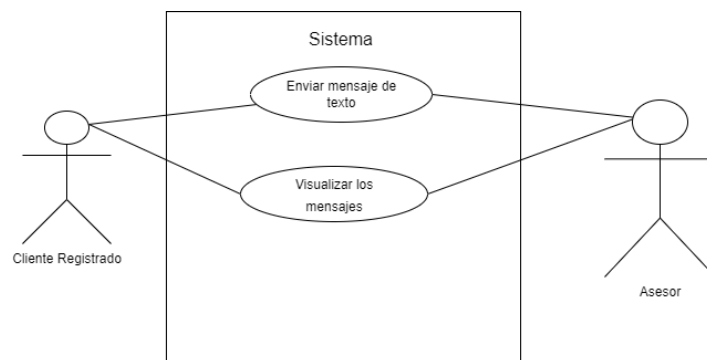 Sistema
Enviar mensaje de
texto
Visualizar los
mensajes
Cliente Registrado
Asesor